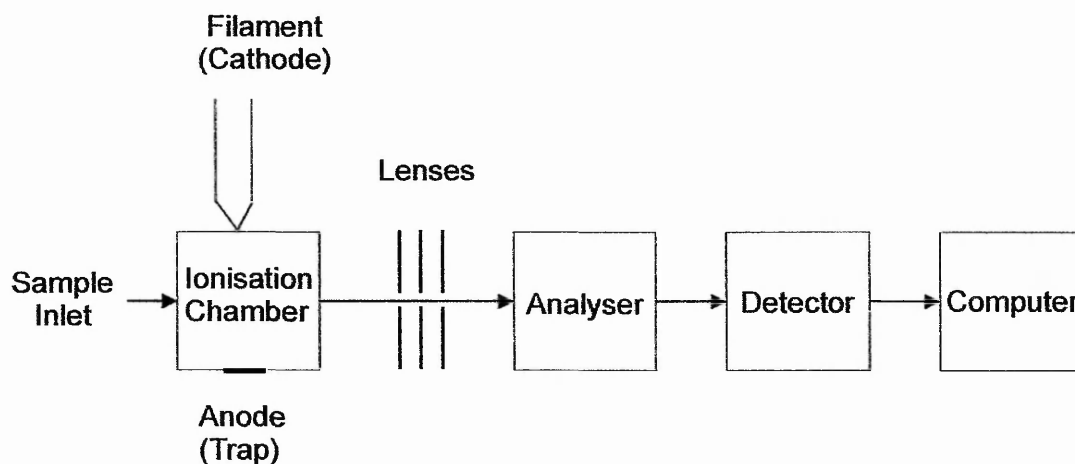 Filament
(Cathode)
Lenses
Sample
Inlet
Ionisation
Chamber
Analyser
Detector
Computer
Anode
(Trap)